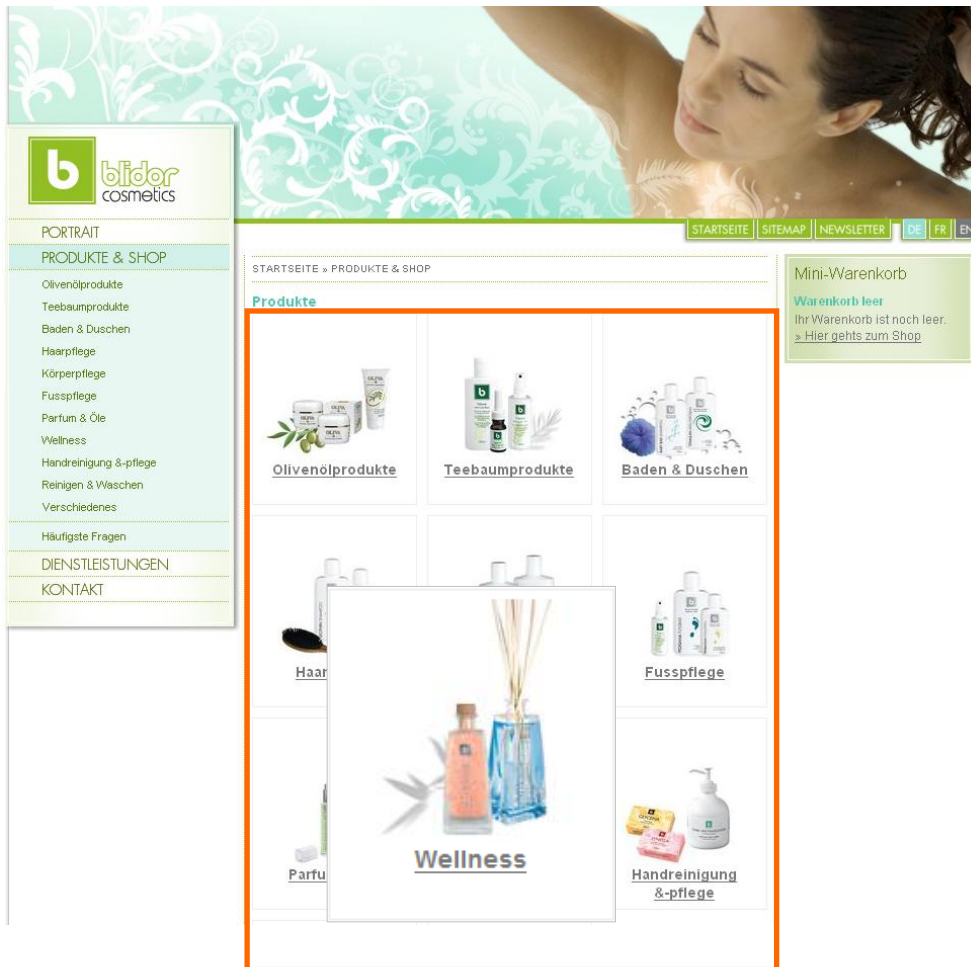 b blidor
cosmetics
PORTRAIT
PRODUKTE & SHOP
Olivenölprodukte
Teebaumprodukte
Baden & Duschen
Haarpflege
Körperpflege
Fusspflege
Parfum & Öle
Wellness
Handreinigung &-pflege
Reinigen & Waschen
Verschiedenes
Häufigste Fragen
DIENSTLEISTUNGEN
KONTAKT
STARTSEITE SITEMAP NEWSLETTER DE FR EN
STARTSEITE » PRODUKTE & SHOP
Produkte
Olivenölprodukte
Teebaumprodukte
Baden & Duschen
Haar
Fusspflege
Parfu
Wellness
Handreinigung
&-pflege
Mini-Warenkorb
Warenkorb leer
Ihr Warenkorb ist noch leer.
» Hier gehts zum Shop